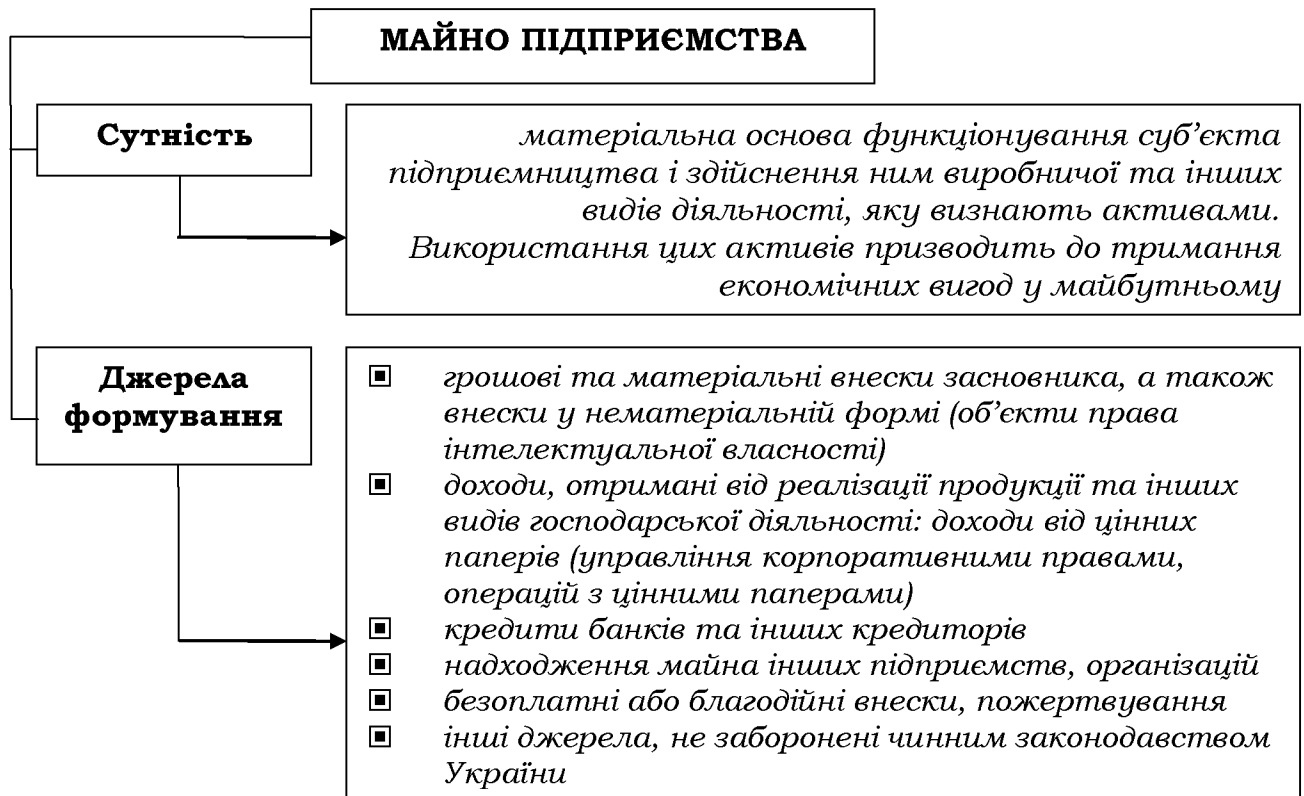 МАЙНО ПІДПРИЄМСТВА
Сутність
матеріальна основа функціонування суб’єкта
підприємництва і здійснення ним виробничої та інших
видів діяльності, яку визнають активами.
Використання цих активів призводить до тримання
економічних вигод у майбутньому
Джерела
формування
грошові та матеріальні внески засновника, а також
внески у нематеріальній формі (об’єкти права
інтелектуальної власності)
доходи, отримані від реалізації продукції та інших
видів господарської діяльності: доходи від цінних
паперів (управління корпоративними правами,
операцій з цінними паперами)
кредити банків та інших кредиторів
надходження майна інших підприємств, організацій
безоплатні або благодійні внески, пожертвування
інші джерела, не заборонені чинним законодавством
України